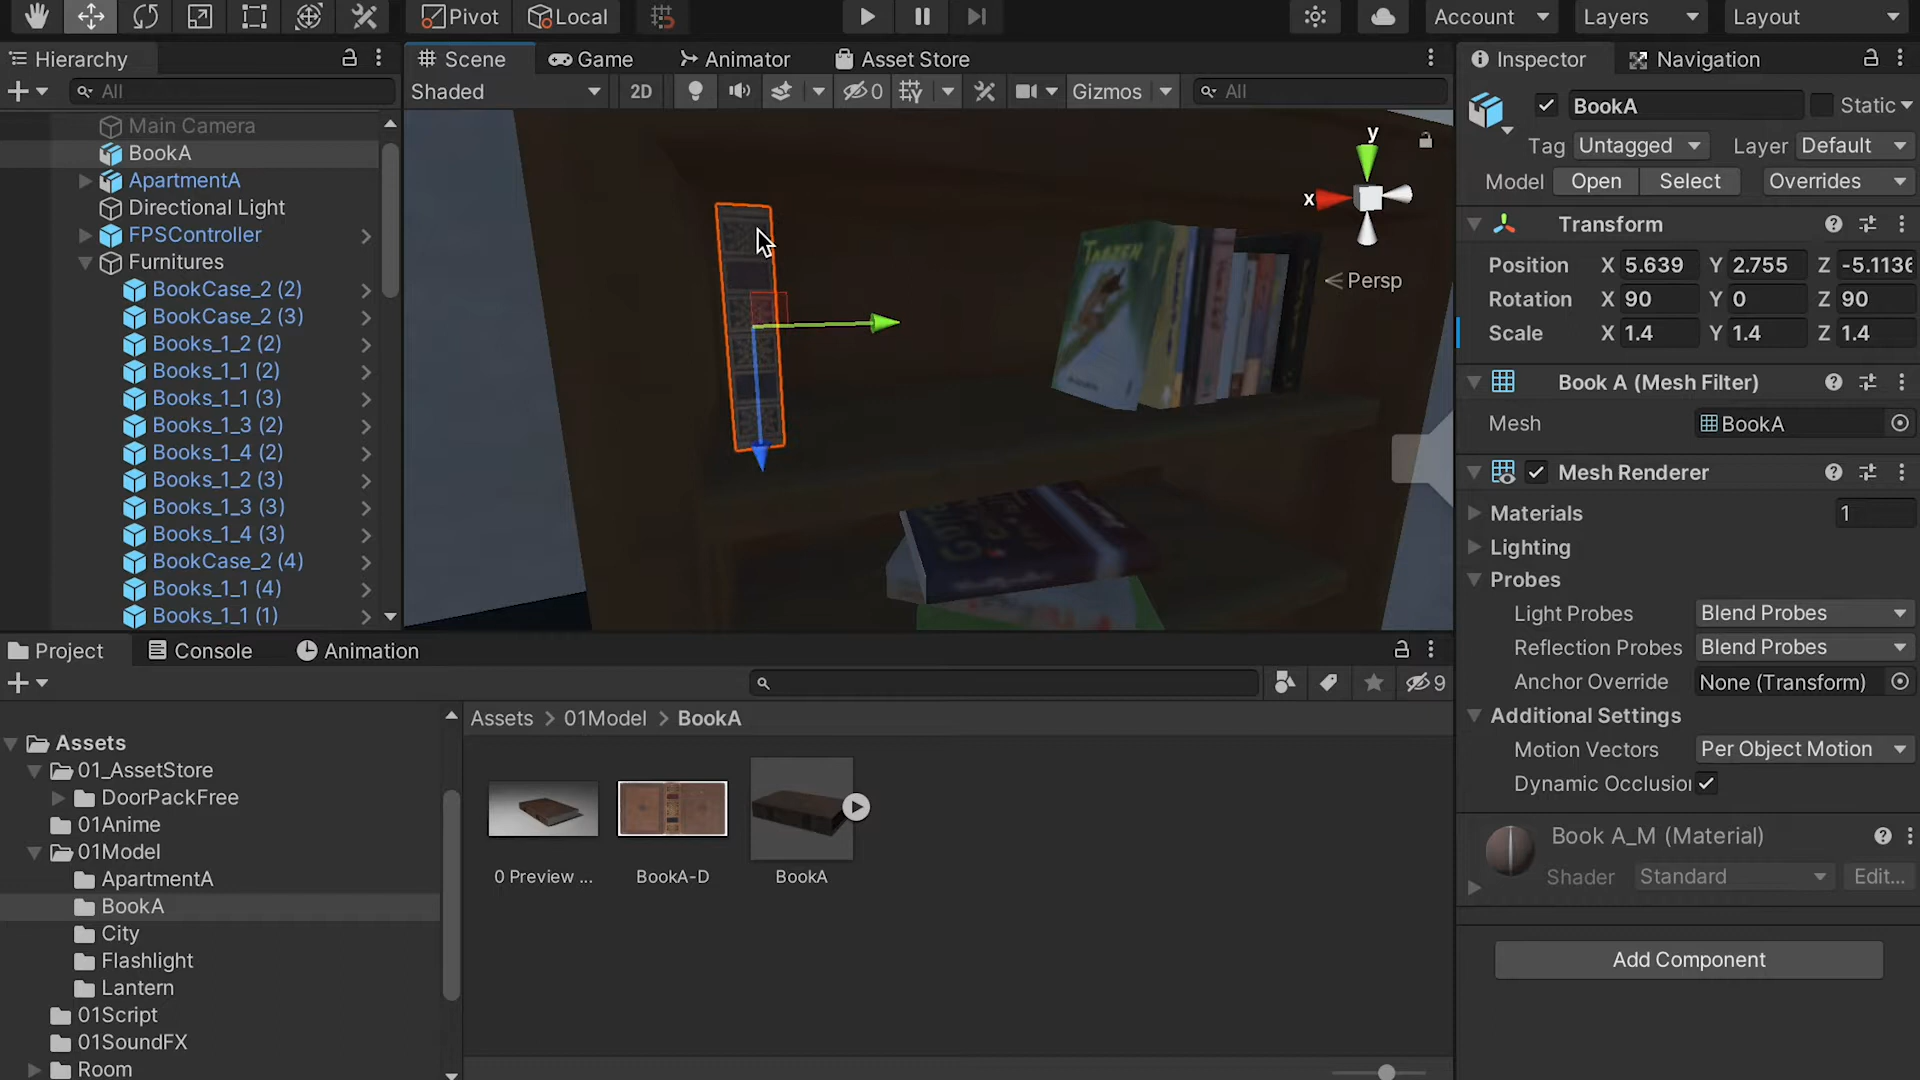 Pivot Local Account Layers Layout
Hierarchy Scene Game Animator Asset Store Inspector Navigation
All Shaded 2D 0 Gizmos All BookA Static
Main Camera
BookA
ApartmentA
Directional Light
FPSController
Furnitures
BookCase_2 (2)
BookCase_2 (3)
Books_1_2 (2)
Books_1_1 (2)
Books_1_1 (3)
Books_1_3 (2)
Books_1_4 (2)
Books_1_2 (3)
Books_1_3 (3)
Books_1_4 (3)
BookCase_2 (4)
Books_1_1 (4)
Books_1_1 (1)
y
x
< Persp
TARZEN
Tag Untagged Layer Default
Model Open Select Overrides
Transform
Position X 5.639 Y 2.755 Z -5.1136
Rotation X 90 Y 0 Z 90
Scale X 1.4 Y 1.4 Z 1.4
Book A (Mesh Filter)
Mesh BookA
Mesh Renderer
Materials 1
Lighting
Probes
Light Probes Blend Probes
Reflection Probes Blend Probes
Anchor Override None (Transform)
Additional Settings
Motion Vectors Per Object Motion
Dynamic Occlusion
Book A_M (Material)
Shader Standard Edit...
Add Component
Project Console Animation
9
Assets
01_AssetStore
DoorPackFree
01Anime
01Model
ApartmentA
BookA
City
Flashlight
Lantern
01Script
01SoundFX
Room
Assets > 01Model > BookA
0 Preview ... BookA-D BookA